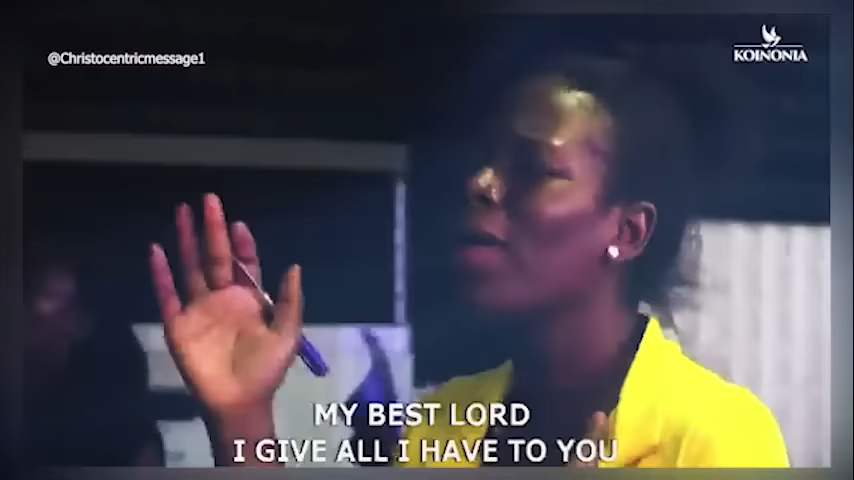 @Christocentricmessage1
KOINONIA
MY BEST LORD
I GIVE ALL I HAVE TO YOU